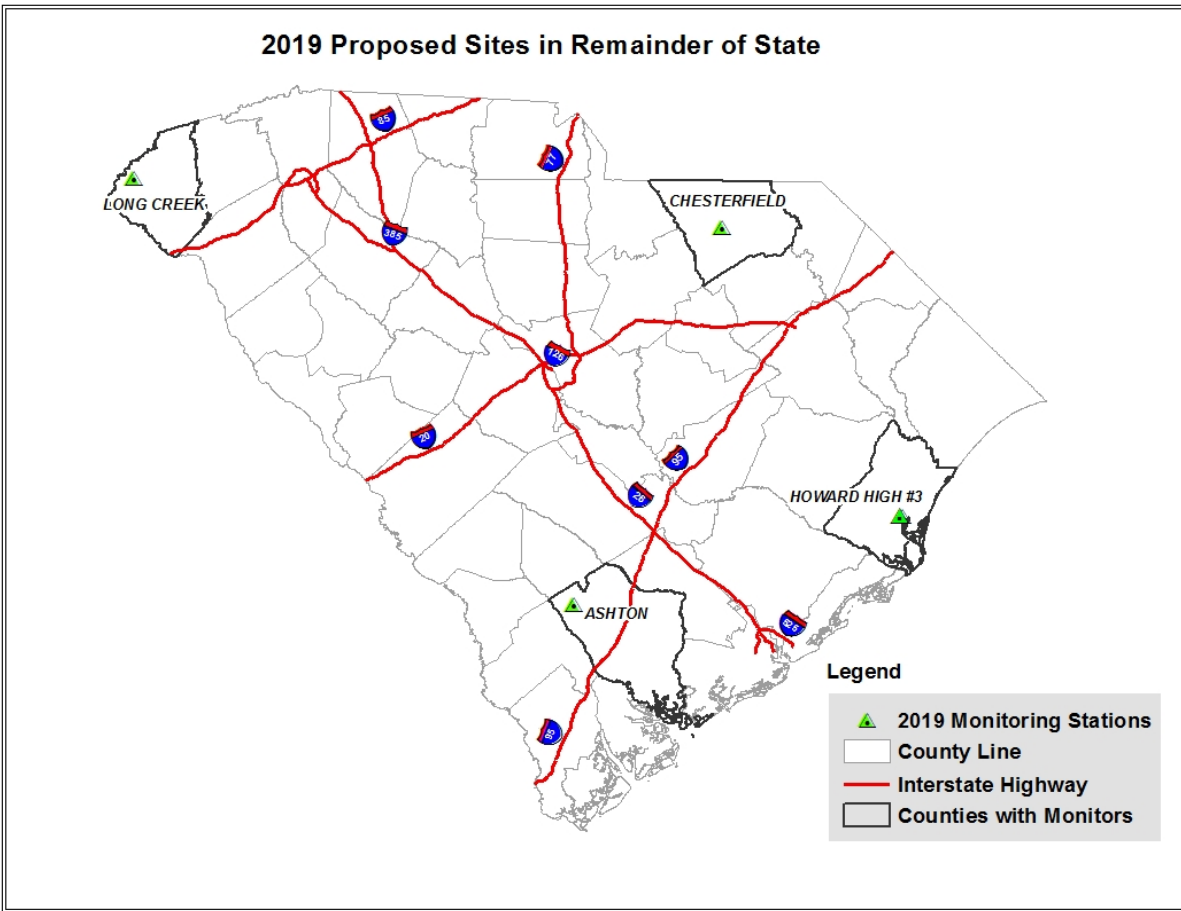 2019 Proposed Sites in Remainder of State
85
77
LONG CREEK
CHESTERFIELD
385
126
20
95
26
HOWARD HIGH #3
ASHTON
526
95
Legend
2019 Monitoring Stations
County Line
Interstate Highway
Counties with Monitors